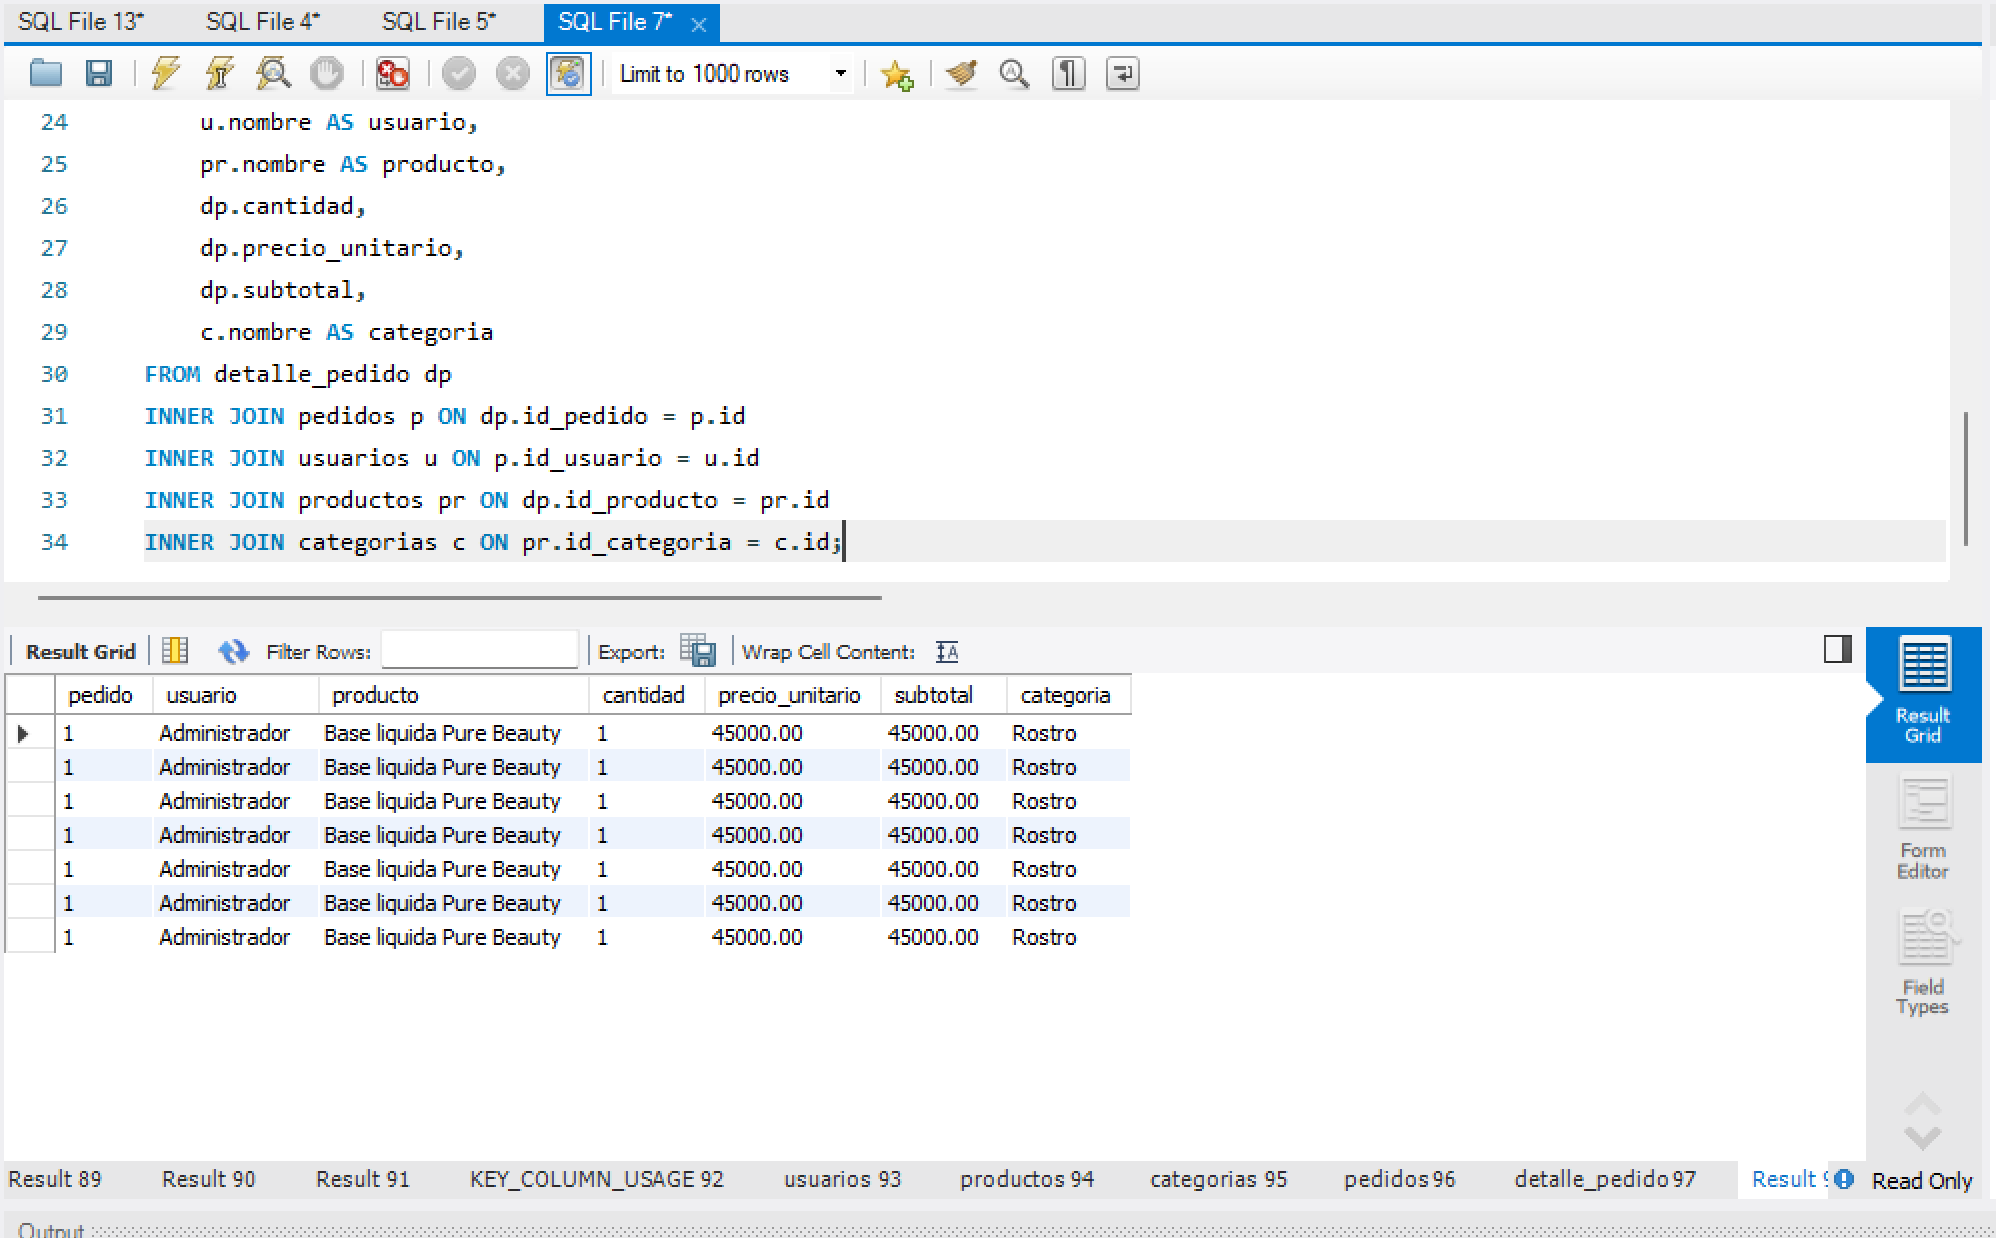 SQL File 13* SQL File 4* SQL File 5* SQL File 7*
Limit to 1000 rows
24 u.nombre AS usuario,
25 pr.nombre AS producto,
26 dp.cantidad,
27 dp.precio_unitario,
28 dp.subtotal,
29 c.nombre AS categoria
30 FROM detalle_pedido dp
31 INNER JOIN pedidos p ON dp.id_pedido = p.id
32 INNER JOIN usuarios u ON p.id_usuario = u.id
33 INNER JOIN productos pr ON dp.id_producto = pr.id
34 INNER JOIN categorias c ON pr.id_categoria = c.id;
Result Grid Filter Rows: Export: Wrap Cell Content:
pedido usuario producto cantidad precio_unitario subtotal categoria
1 Administrador Base liquida Pure Beauty 1 45000.00 45000.00 Rostro
1 Administrador Base liquida Pure Beauty 1 45000.00 45000.00 Rostro
1 Administrador Base liquida Pure Beauty 1 45000.00 45000.00 Rostro
1 Administrador Base liquida Pure Beauty 1 45000.00 45000.00 Rostro
1 Administrador Base liquida Pure Beauty 1 45000.00 45000.00 Rostro
1 Administrador Base liquida Pure Beauty 1 45000.00 45000.00 Rostro
1 Administrador Base liquida Pure Beauty 1 45000.00 45000.00 Rostro
Result
Grid
Form
Editor
Field
Types
Result 89 Result 90 Result 91 KEY_COLUMN_USAGE 92 usuarios 93 productos 94 categorias 95 pedidos 96 detalle_pedido 97 Result Read Only
Output